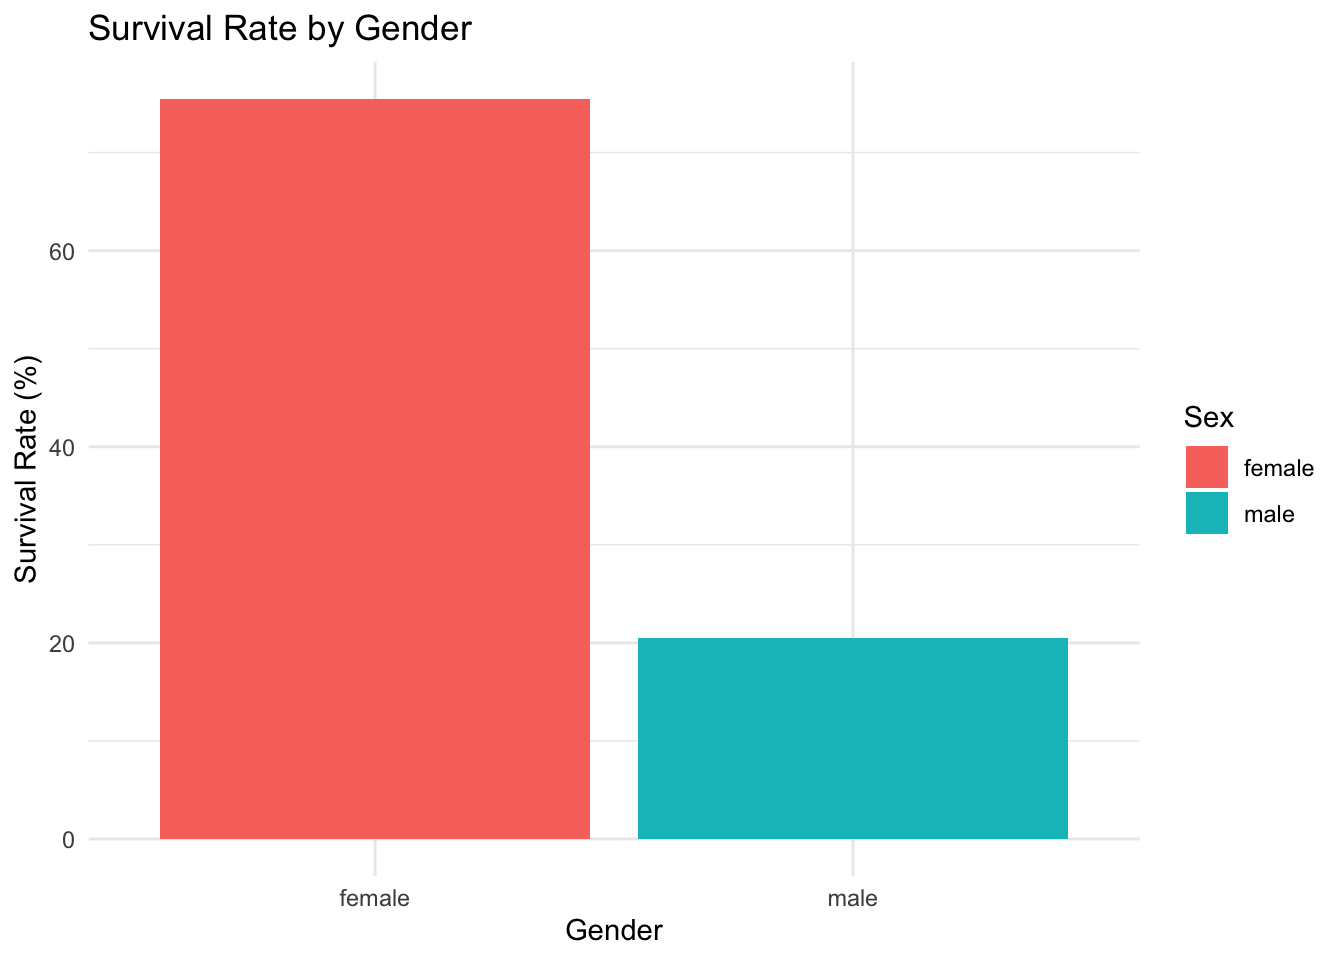 Survival Rate by Gender
Survival Rate (%)
60
40
20
0
female
male
Gender
Sex
female
male